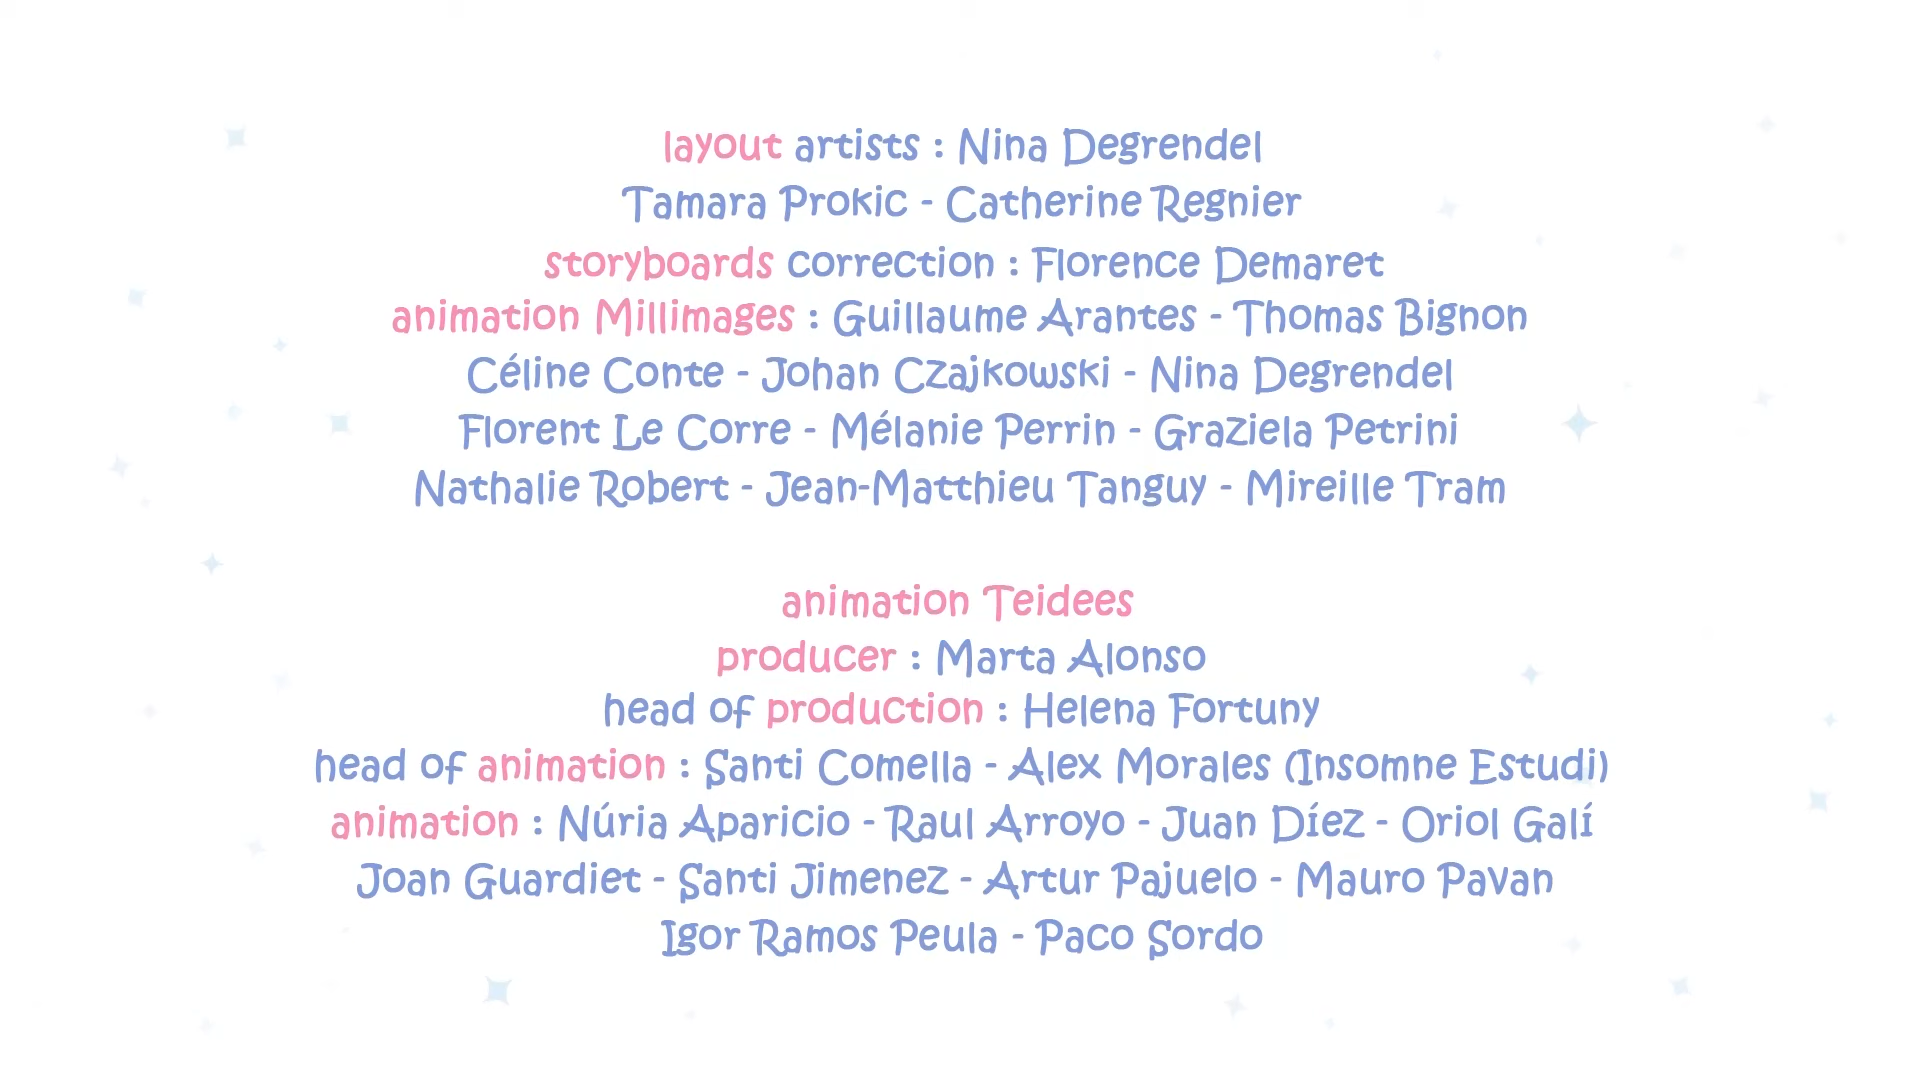 layout artists : Nina Degrendel
Tamara Prokic - Catherine Regnier
storyboards correction : Florence Demaret
animation Millimages : Guillaume Arantes - Thomas Bignon
Céline Conte - Johan Czajkowski - Nina Degrendel
Florent Le Corre - Mélanie Perrin - Graziela Petrini
Nathalie Robert - Jean-Matthieu Tanguy - Mireille Tram
animation Teidees
producer : Marta Alonso
head of production : Helena Fortuny
head of animation : Santi Comella - Alex Morales (Insomne Estudi)
animation : Núria Aparicio - Raul Arroyo - Juan Díez - Oriol Galí
Joan Guardiet - Santi Jimenez - Artur Pajuelo - Mauro Pavan
Igor Ramos Peula - Paco Sordo